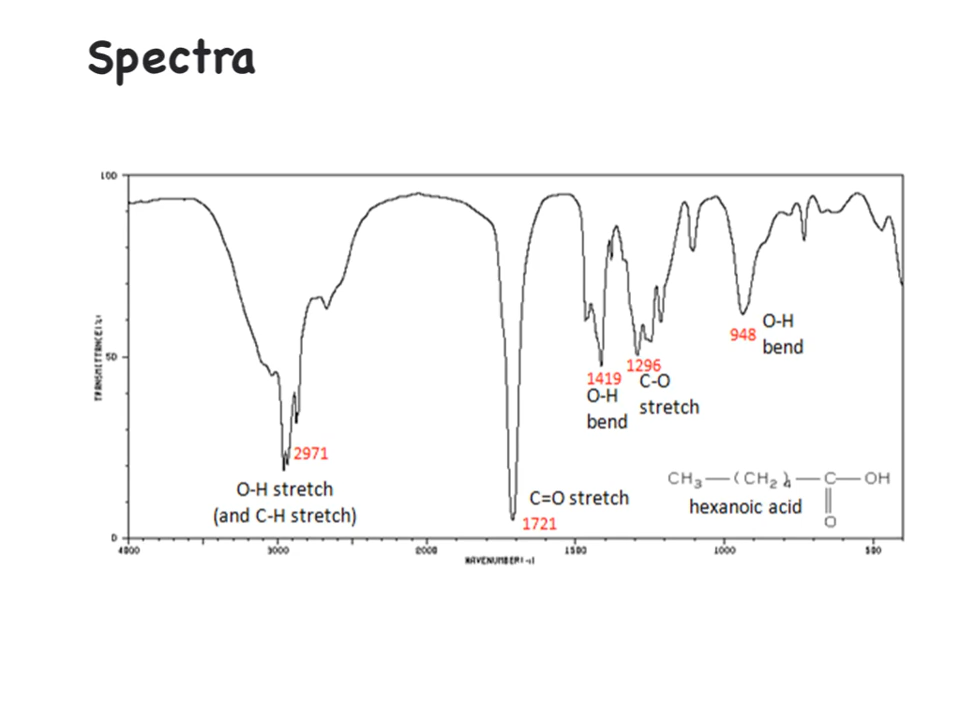 Spectra
100
50
0
TRANSMITTANCE(%)
4000 3000 2000 1500 1000 500
2971
O-H stretch
(and C-H stretch)
C=O stretch
1721
1419
O-H
bend
1296
C-O
stretch
948
O-H
bend
CH3—(CH2)4—C—OH
O
hexanoic acid